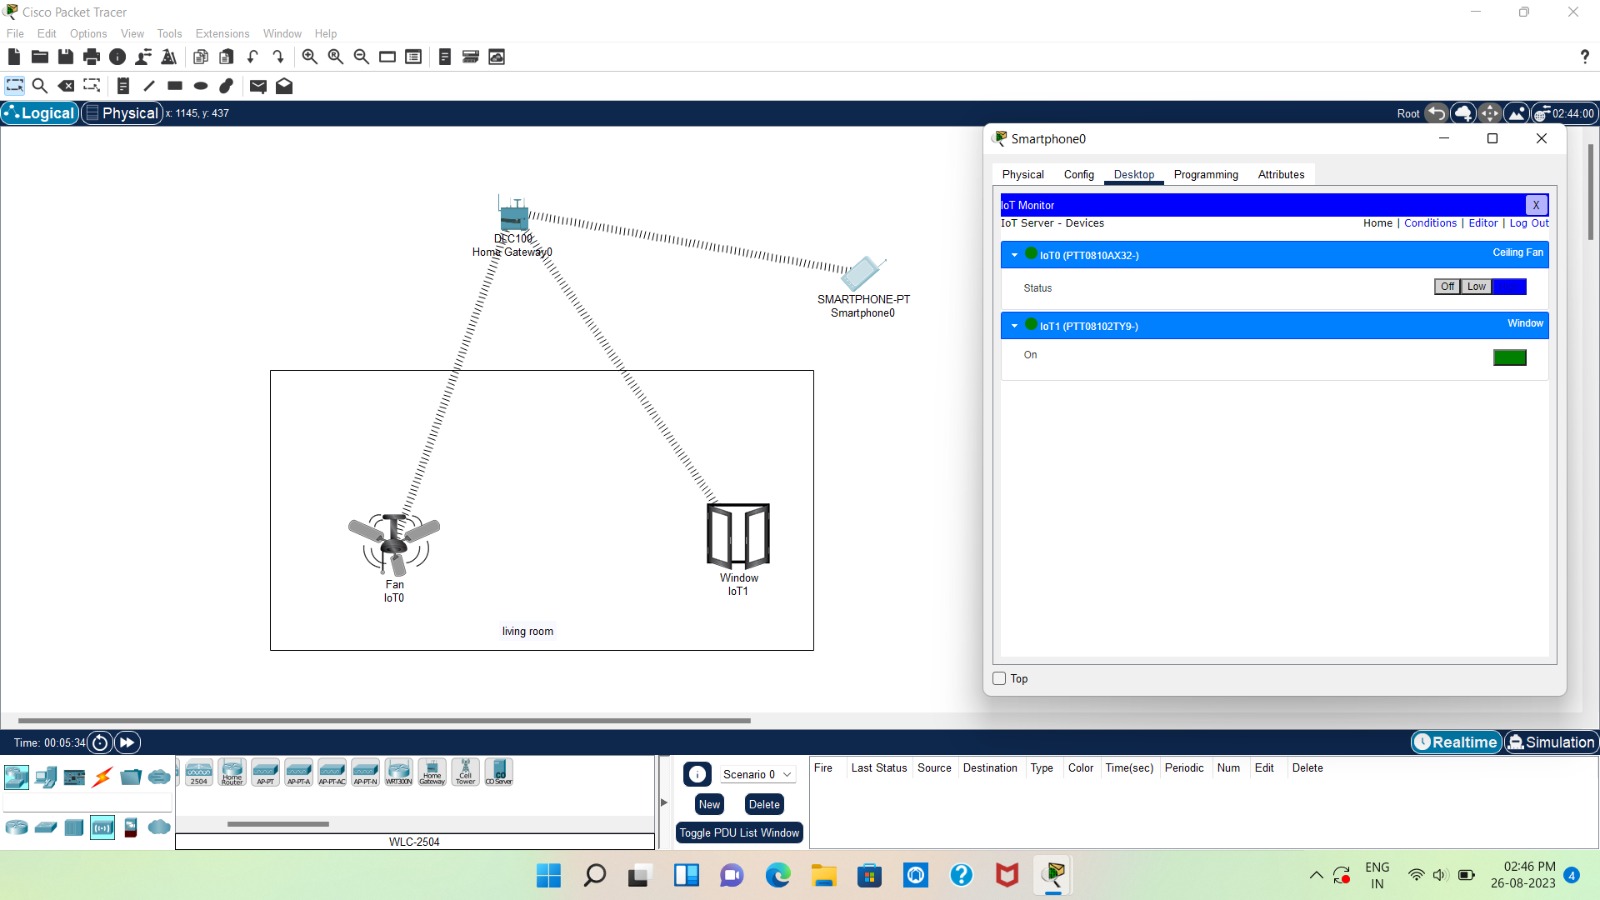 Cisco Packet Tracer
File Edit Options View Tools Extensions Window Help
?
Logical Physical x: 1145, y: 437 Root 02:44:00
DLC100
Home Gateway0
SMARTPHONE-PT
Smartphone0
Fan
IoT0
Window
IoT1
living room
Smartphone0
Physical Config Desktop Programming Attributes
IoT Monitor X
IoT Server - Devices Home | Conditions | Editor | Log Out
IoT0 (PTT0810AX32-) Ceiling Fan
Status Off Low
IoT1 (PTT08102TY9-) Window
On
Top
Time: 00:05:34 Realtime Simulation
2504 Home Router AP-PT AP-PT-A AP-PT-AC AP-PT-N WRT300N Home Gateway Cell Tower CO Server
WLC-2504
Scenario 0
New Delete
Toggle PDU List Window
Fire Last Status Source Destination Type Color Time(sec) Periodic Num Edit Delete
ENG
IN
02:46 PM
26-08-2023
4